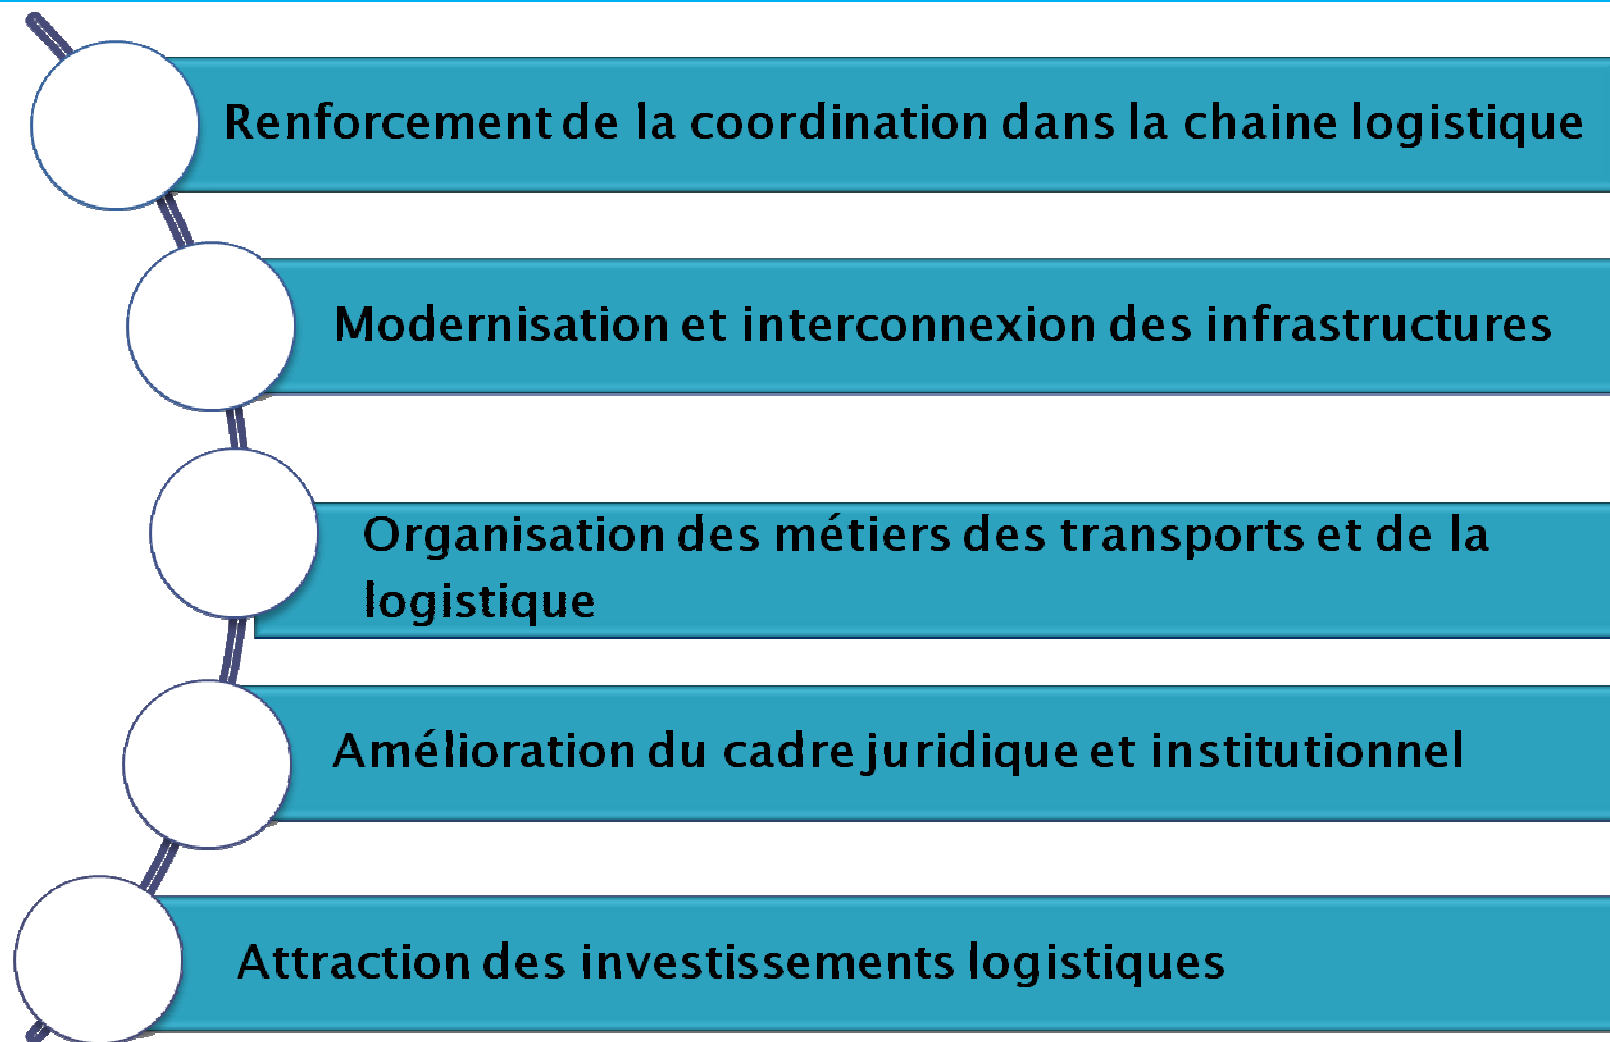 Renforcement de la coordination dans la chaine logistique
Modernisation et interconnexion des infrastructures
Organisation des métiers des transports et de la
logistique
Amélioration du cadre juridique et institutionnel
Attraction des investissements logistiques